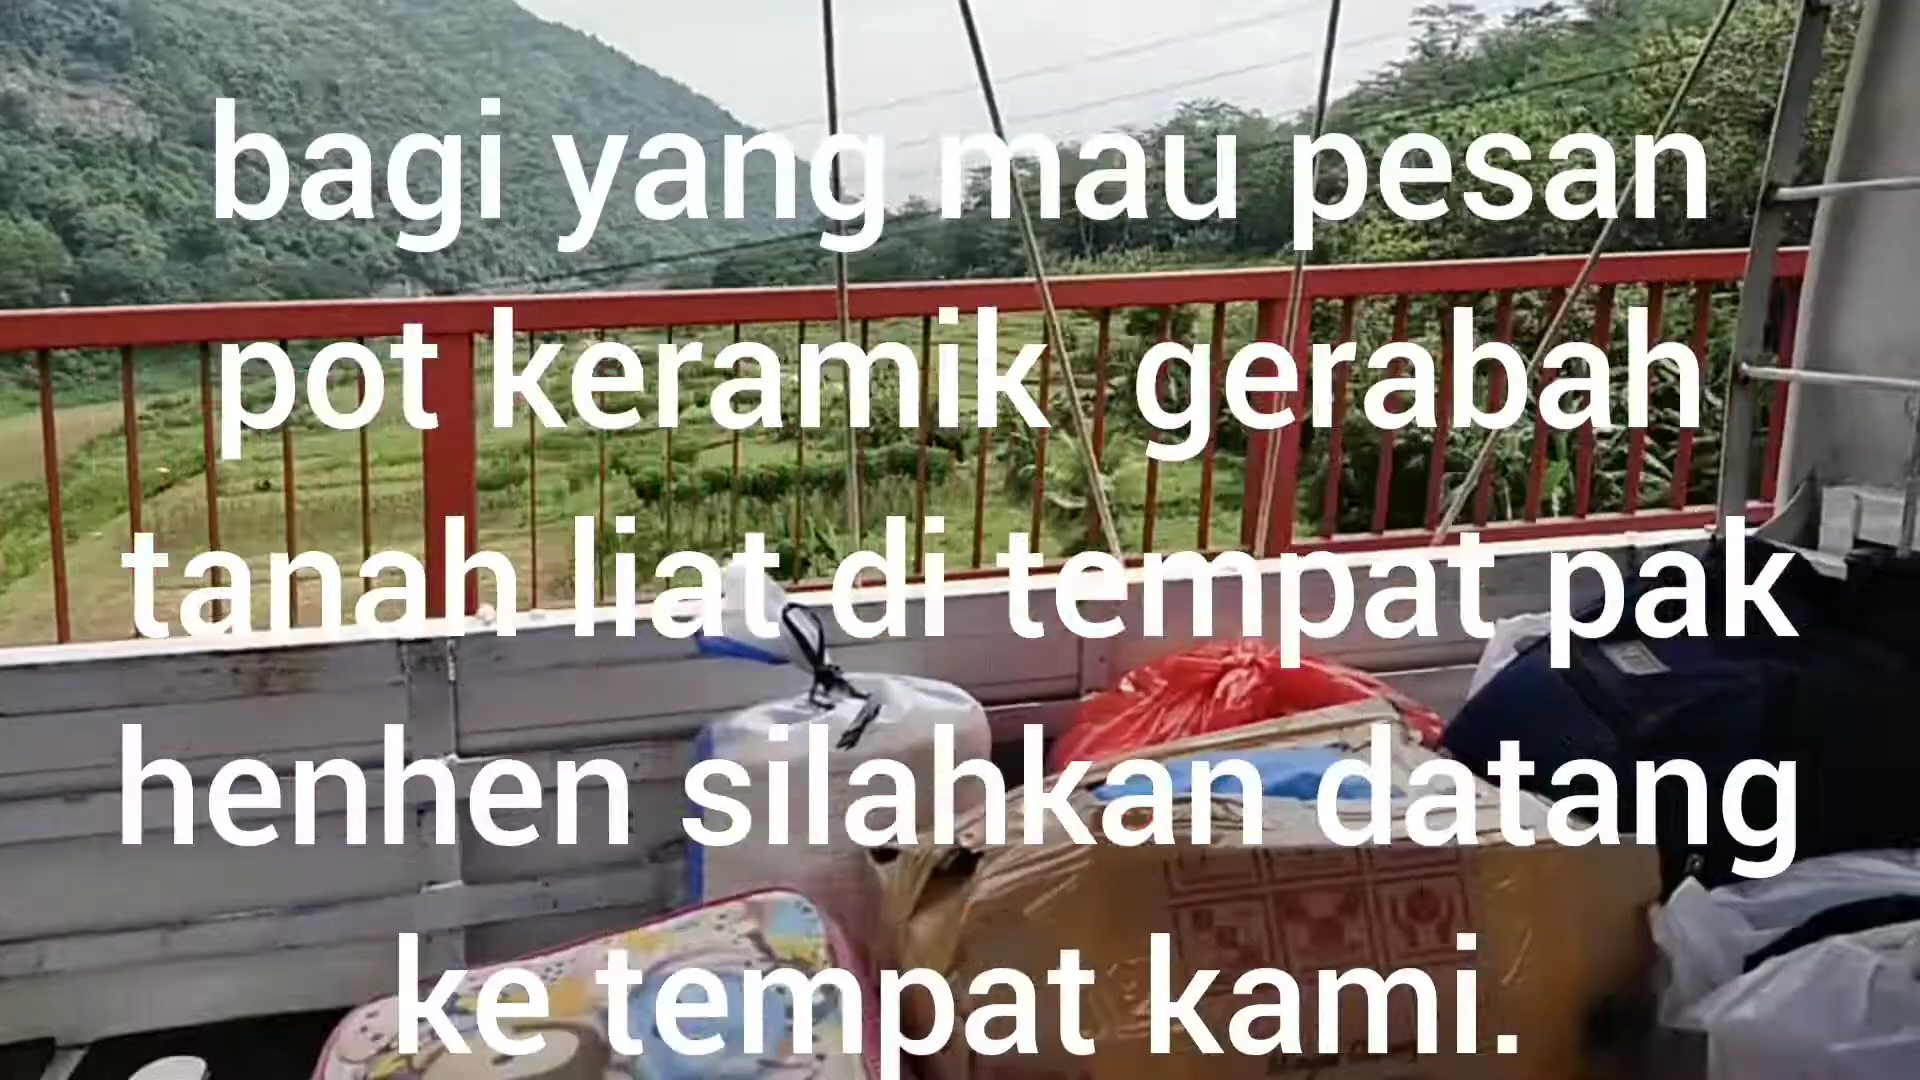 bagi yang mau pesan
pot keramik gerabah
tanah liat di tempat pak
henhen silahkan datang
ke tempat kami.